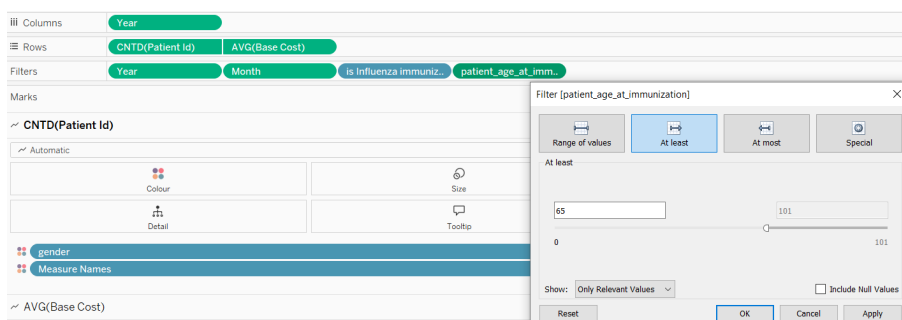 Columns Year
Rows CNTD(Patient Id) AVG(Base Cost)
Filters Year Month is Influenza immuniz.. patient_age_at_imm..
Marks
CNTD(Patient Id)
Automatic
Colour Size
Detail Tooltip
gender
Measure Names
AVG(Base Cost)
Filter [patient_age_at_immunization]
Range of values At least At most Special
At least
65 101
0 101
Show: Only Relevant Values Include Null Values
Reset OK Cancel Apply